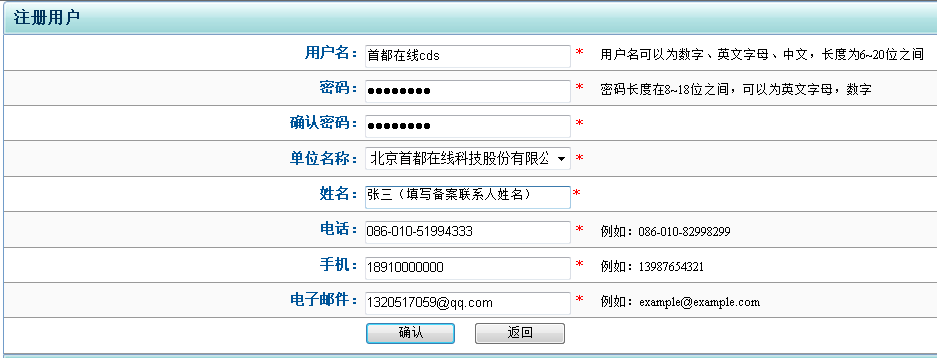 注册用户
用户名： 首都在线cds * 用户名可以为数字、英文字母、中文，长度为6~20位之间
密码： ●●●●●●●● * 密码长度在8~18位之间，可以为英文字母，数字
确认密码： ●●●●●●●● *
单位名称： 北京首都在线科技股份有限公 *
姓名： 张三（填写备案联系人姓名） *
电话： 086-010-51994333 * 例如：086-010-82998299
手机： 18910000000 * 例如：13987654321
电子邮件： 1320517059@qq.com * 例如：example@example.com
确认 返回